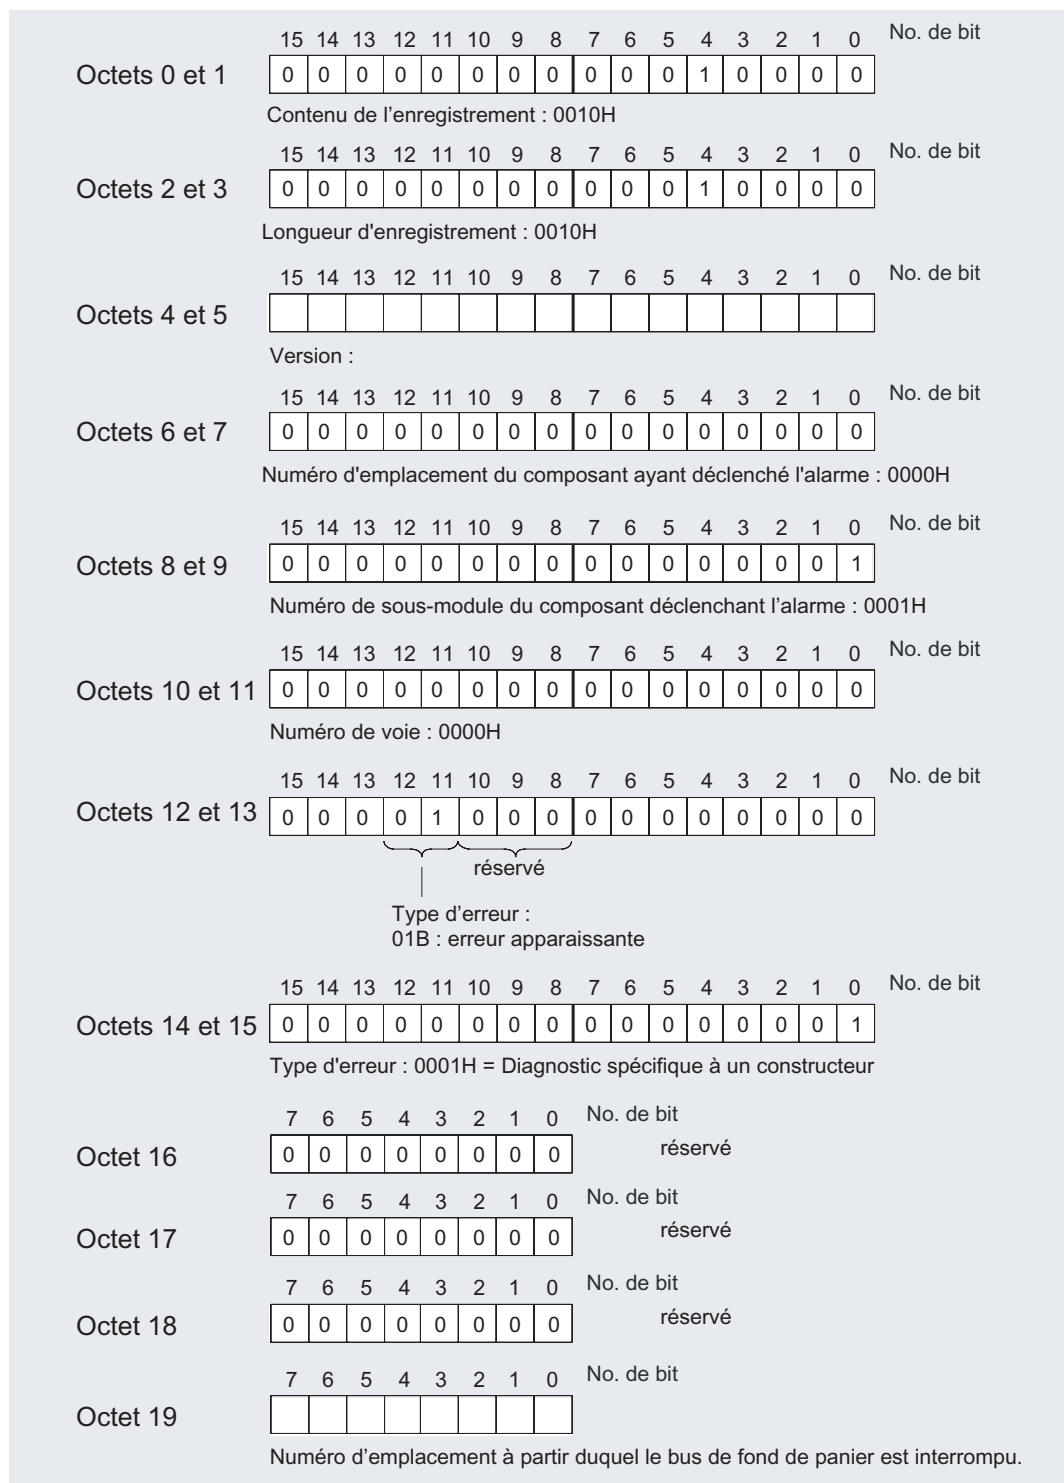 15 14 13 12 11 10 9 8 7 6 5 4 3 2 1 0 No. de bit
Octets 0 et 1 0 0 0 0 0 0 0 0 0 0 0 1 0 0 0 0
Contenu de l’enregistrement : 0010H
15 14 13 12 11 10 9 8 7 6 5 4 3 2 1 0 No. de bit
Octets 2 et 3 0 0 0 0 0 0 0 0 0 0 0 1 0 0 0 0
Longueur d'enregistrement : 0010H
15 14 13 12 11 10 9 8 7 6 5 4 3 2 1 0 No. de bit
Octets 4 et 5
Version :
15 14 13 12 11 10 9 8 7 6 5 4 3 2 1 0 No. de bit
Octets 6 et 7 0 0 0 0 0 0 0 0 0 0 0 0 0 0 0 0
Numéro d'emplacement du composant ayant déclenché l'alarme : 0000H
15 14 13 12 11 10 9 8 7 6 5 4 3 2 1 0 No. de bit
Octets 8 et 9 0 0 0 0 0 0 0 0 0 0 0 0 0 0 0 1
Numéro de sous-module du composant déclenchant l’alarme : 0001H
15 14 13 12 11 10 9 8 7 6 5 4 3 2 1 0 No. de bit
Octets 10 et 11 0 0 0 0 0 0 0 0 0 0 0 0 0 0 0 0
Numéro de voie : 0000H
15 14 13 12 11 10 9 8 7 6 5 4 3 2 1 0 No. de bit
Octets 12 et 13 0 0 0 0 1 0 0 0 0 0 0 0 0 0 0 0
réservé
Type d’erreur :
01B : erreur apparaissante
15 14 13 12 11 10 9 8 7 6 5 4 3 2 1 0 No. de bit
Octets 14 et 15 0 0 0 0 0 0 0 0 0 0 0 0 0 0 0 1
Type d'erreur : 0001H = Diagnostic spécifique à un constructeur
7 6 5 4 3 2 1 0 No. de bit
Octet 16 0 0 0 0 0 0 0 0 réservé
7 6 5 4 3 2 1 0 No. de bit
Octet 17 0 0 0 0 0 0 0 0 réservé
7 6 5 4 3 2 1 0 No. de bit
Octet 18 0 0 0 0 0 0 0 0 réservé
7 6 5 4 3 2 1 0 No. de bit
Octet 19
Numéro d’emplacement à partir duquel le bus de fond de panier est interrompu.